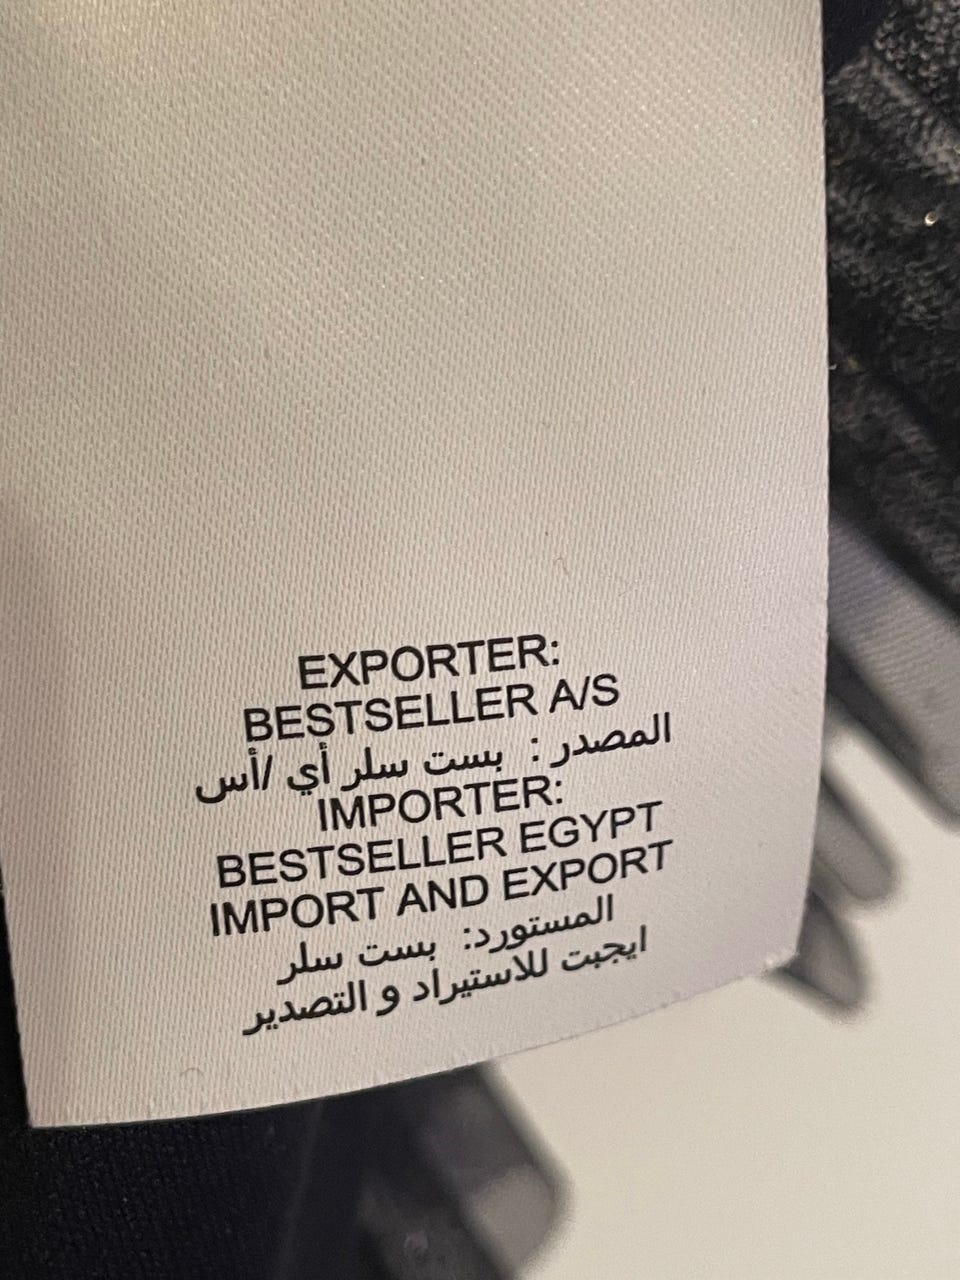 EXPORTER:
BESTSELLER A/S
المصدر : بست سلر أي /أس
IMPORTER:
BESTSELLER EGYPT
IMPORT AND EXPORT
المستورد: بست سلر
ايجبت للاستيراد و التصدير